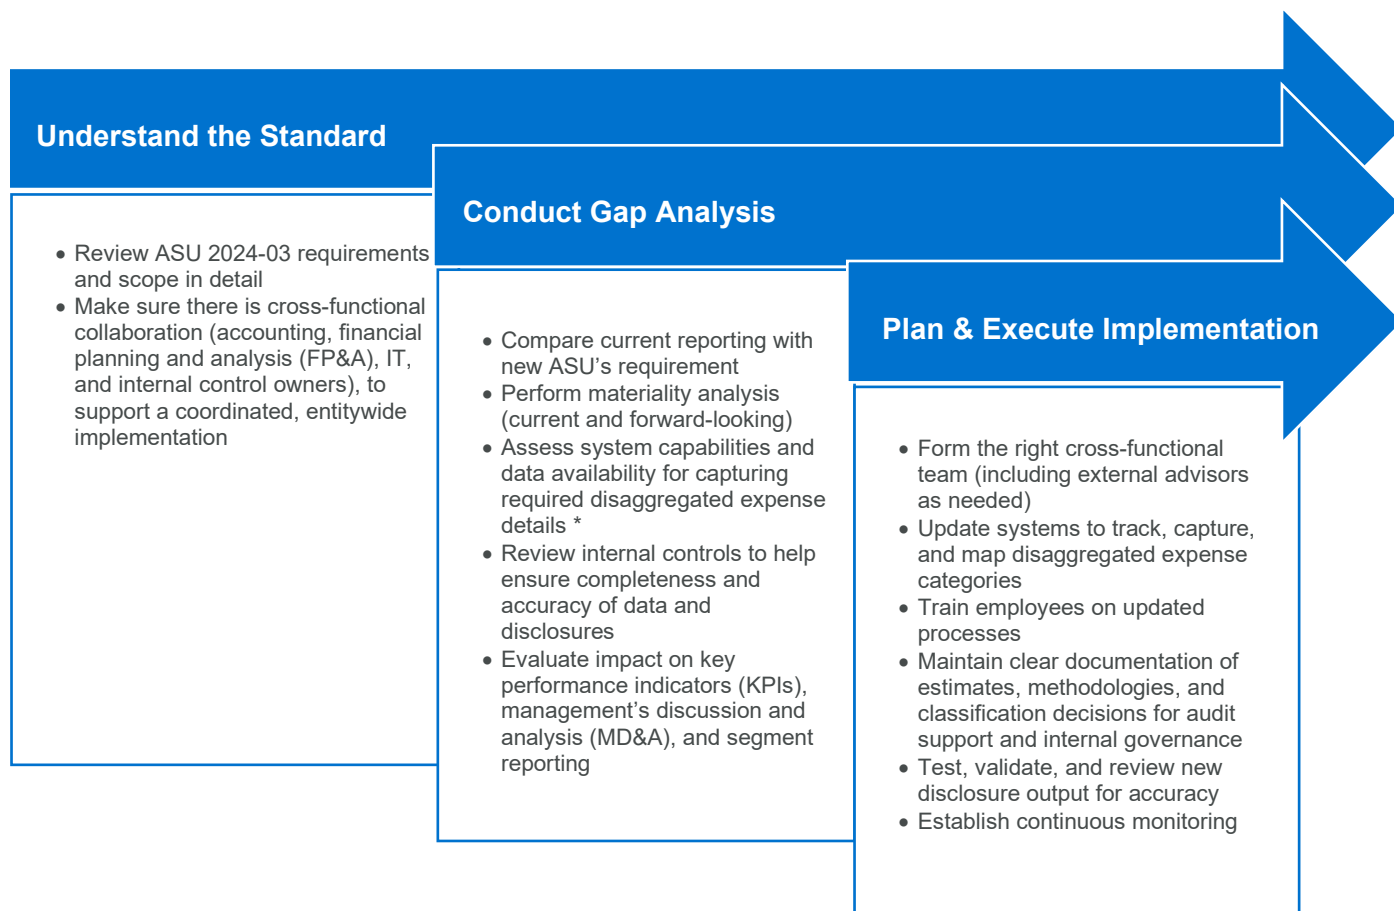 Understand the Standard
• Review ASU 2024-03 requirements
and scope in detail
• Make sure there is cross-functional
collaboration (accounting, financial
planning and analysis (FP&A), IT,
and internal control owners), to
support a coordinated, entitywide
implementation
Conduct Gap Analysis
• Compare current reporting with
new ASU’s requirement
• Perform materiality analysis
(current and forward-looking)
• Assess system capabilities and
data availability for capturing
required disaggregated expense
details *
• Review internal controls to help
ensure completeness and
accuracy of data and
disclosures
• Evaluate impact on key
performance indicators (KPIs),
management’s discussion and
analysis (MD&A), and segment
reporting
Plan & Execute Implementation
• Form the right cross-functional
team (including external advisors
as needed)
• Update systems to track, capture,
and map disaggregated expense
categories
• Train employees on updated
processes
• Maintain clear documentation of
estimates, methodologies, and
classification decisions for audit
support and internal governance
• Test, validate, and review new
disclosure output for accuracy
• Establish continuous monitoring